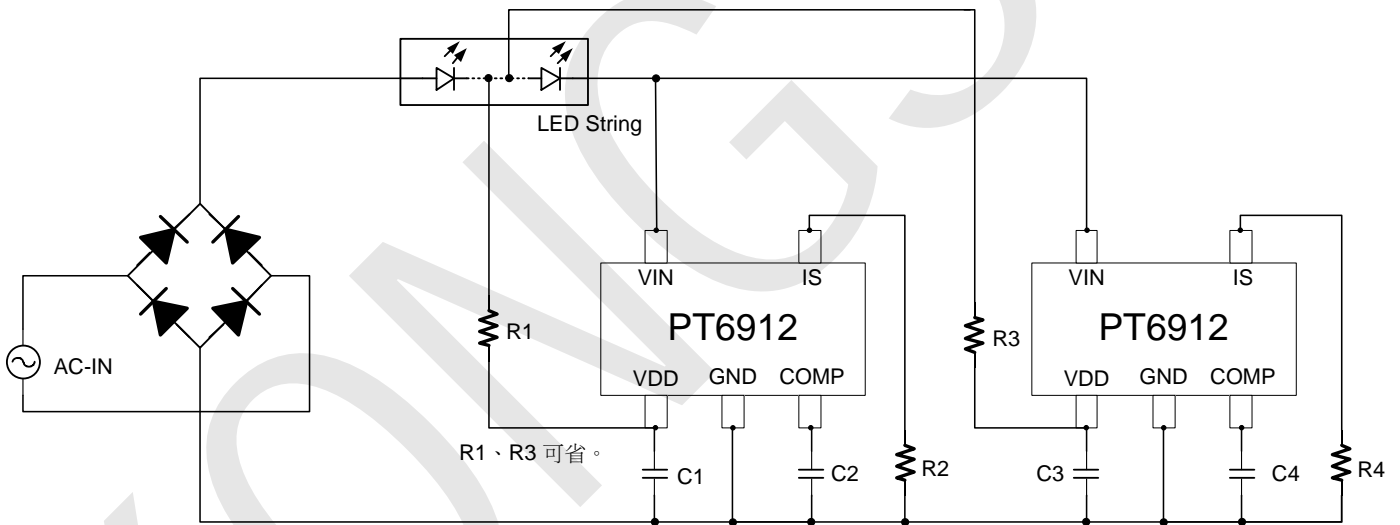 LED String
VIN
IS
VIN
IS
R1
PT6912
R3
PT6912
AC-IN
VDD
GND
COMP
VDD
GND
COMP
R1、R3 可省。
C1
C2
R2
C3
C4
R4